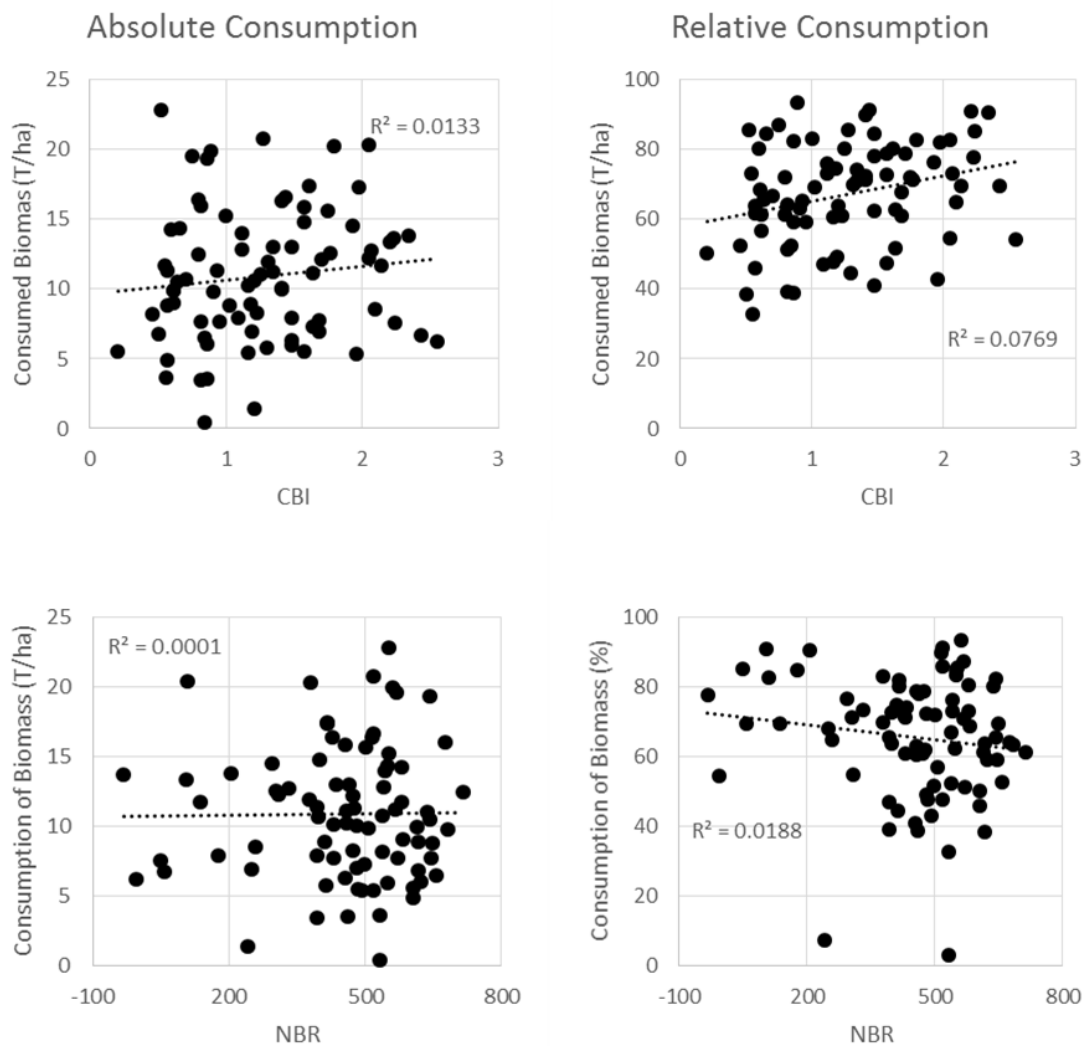 Absolute Consumption
Relative Consumption
25
20
15
10
5
0
Consumed Biomass (T/ha)
R² = 0.0133
0 1 2 3
CBI
100
80
60
40
20
0
Consumed Biomass (T/ha)
R² = 0.0769
0 1 2 3
CBI
25
20
15
10
5
0
Consumption of Biomass (T/ha)
R² = 0.0001
-100 200 500 800
NBR
100
80
60
40
20
0
Consumption of Biomass (%)
R² = 0.0188
-100 200 500 800
NBR